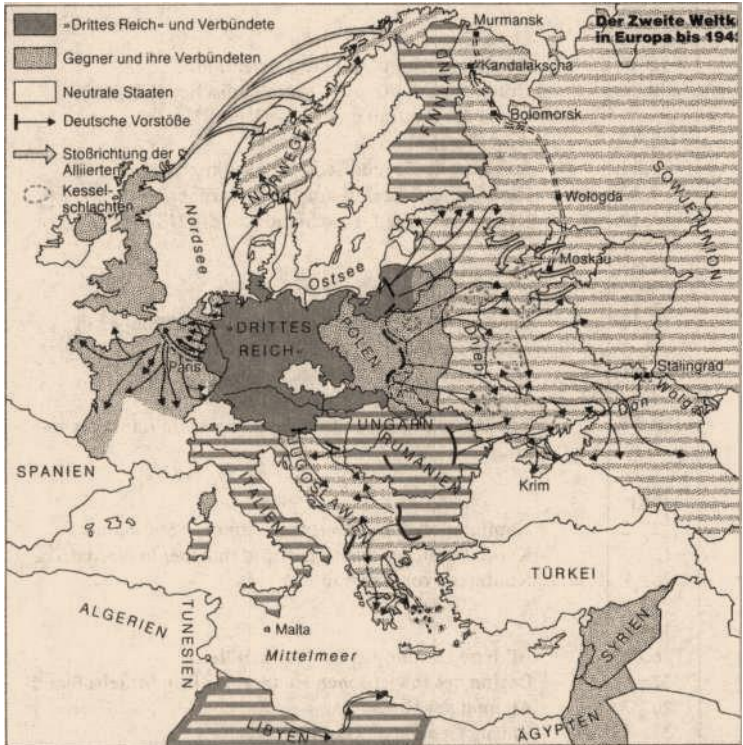 Der Zweite Weltk
in Europa bis 194
»Drittes Reich« und Verbündete
Gegner und ihre Verbündeten
Neutrale Staaten
Deutsche Vorstöße
Stoßrichtung der
Alliierten
Kessel-
schlachten
Murmansk
Kandalakscha
Bolomorsk
FINNLAND
NORWEGEN
Wologda
SOWJETUNION
Nordsee
Moskau
Ostsee
»DRITTES
REICH«
POLEN
Dnjepr
Paris
Stalingrad
Wolga
Don
UNGARN
RUMÄNIEN
JUGOSLAWIEN
Krim
SPANIEN
ITALIEN
TÜRKEI
ALGERIEN
TUNESIEN
Malta
Mittelmeer
SYRIEN
LIBYEN
ÄGYPTEN